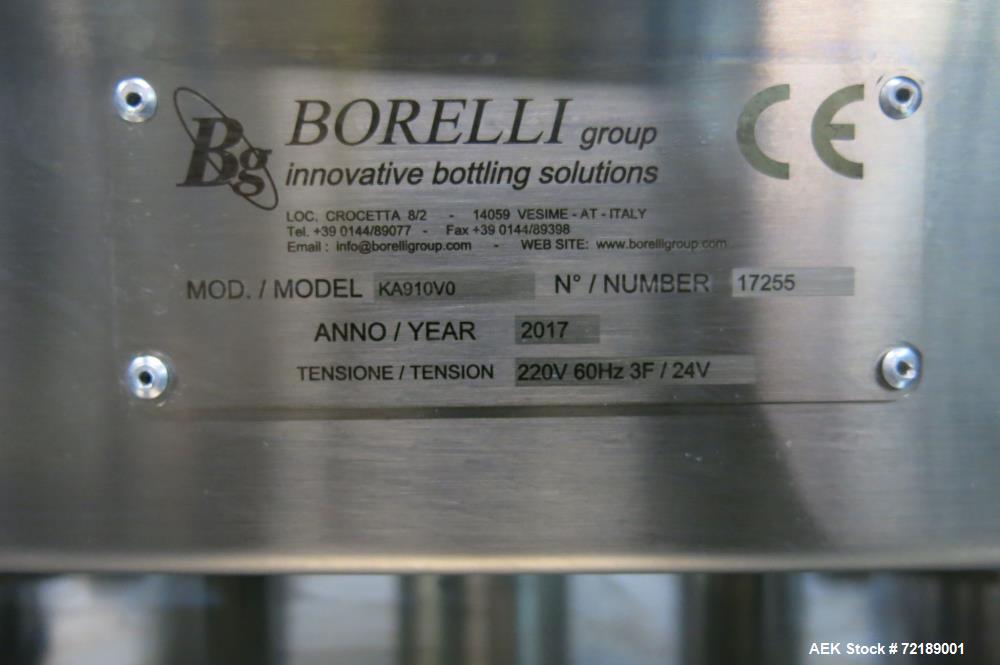 Bg BORELLI group
innovative bottling solutions
CE
LOC. CROCETTA 8/2 - 14059 VESIME - AT - ITALY
Tel. +39 0144/89077 - Fax +39 0144/89398
Email : info@borelligroup.com - WEB SITE: www.borelligroup.com
MOD. / MODEL KA910V0 N° / NUMBER 17255
ANNO / YEAR 2017
TENSIONE / TENSION 220V 60Hz 3F / 24V
AEK Stock # 72189001